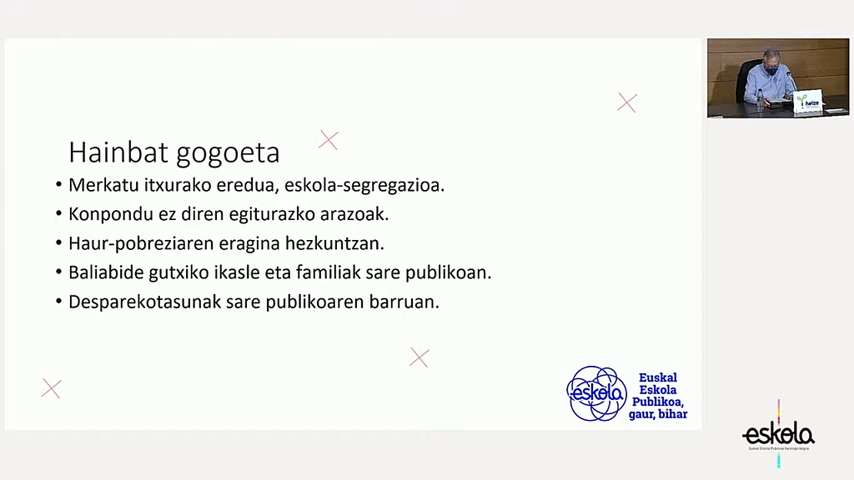 Hainbat gogoeta
• Merkatu itxurako eredua, eskola-segregazioa.
• Konpondu ez diren egiturazko arazoak.
• Haur-pobreziaren eragina hezkuntzan.
• Baliabide gutxiko ikasle eta familiak sare publikoan.
• Desparekotasunak sare publikoaren barruan.
eskola
Euskal
Eskola
Publikoa,
gaur, bihar
heize
eskola